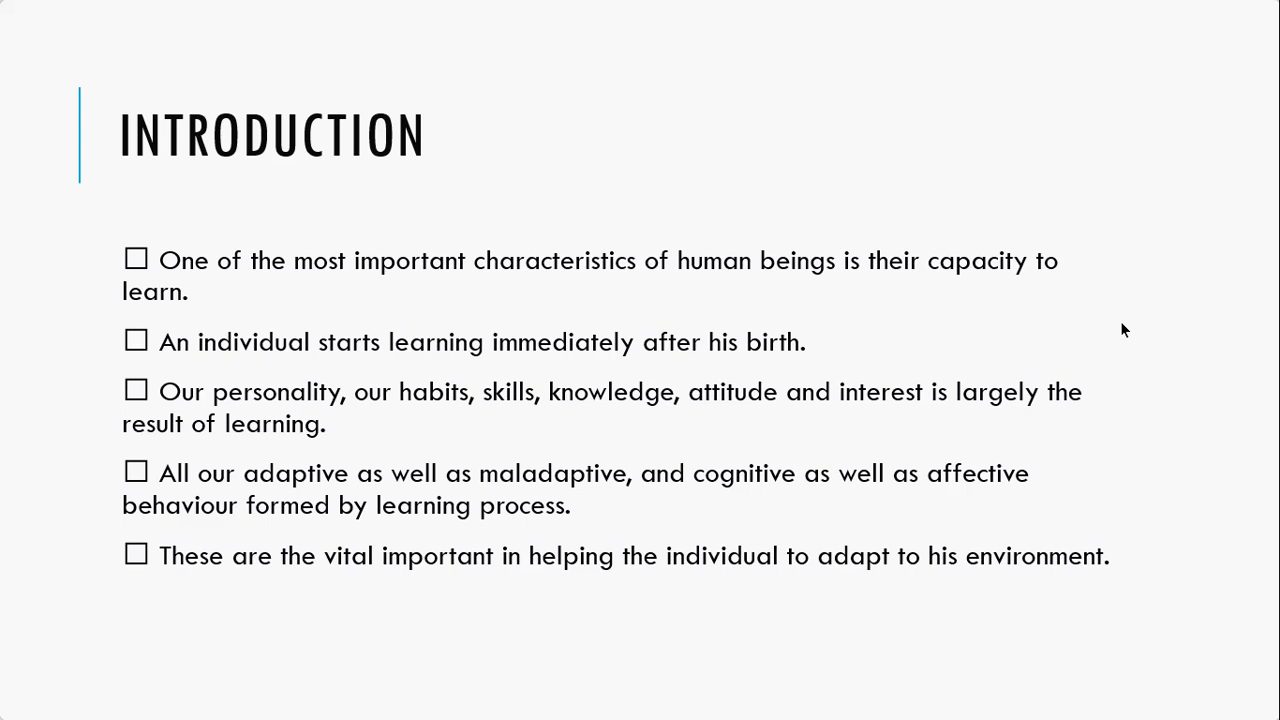 INTRODUCTION
☐ One of the most important characteristics of human beings is their capacity to
learn.
☐ An individual starts learning immediately after his birth.
☐ Our personality, our habits, skills, knowledge, attitude and interest is largely the
result of learning.
☐ All our adaptive as well as maladaptive, and cognitive as well as affective
behaviour formed by learning process.
☐ These are the vital important in helping the individual to adapt to his environment.